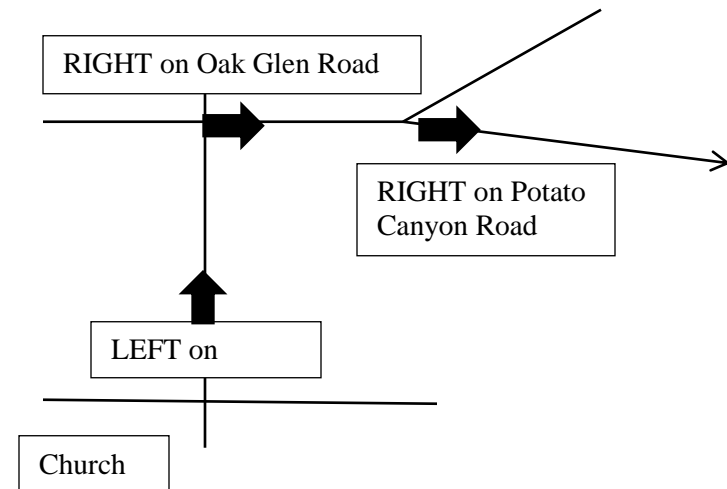 RIGHT on Oak Glen Road
RIGHT on Potato
Canyon Road
LEFT on
Church